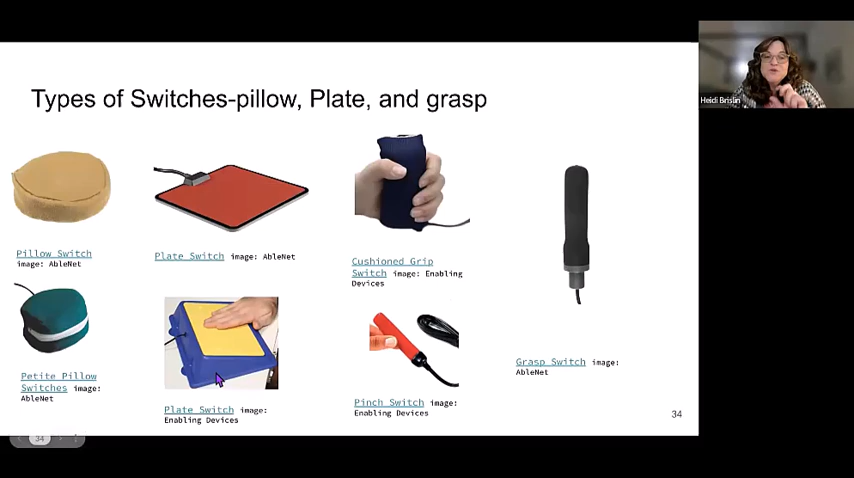 Types of Switches-pillow, Plate, and grasp
Heidi Brislin
Pillow Switch
image: AbleNet
Plate Switch image: AbleNet
Cushioned Grip
Switch image: Enabling
Devices
Grasp Switch image:
AbleNet
Petite Pillow
Switches image:
AbleNet
Plate Switch image:
Enabling Devices
Pinch Switch image:
Enabling Devices
34
34